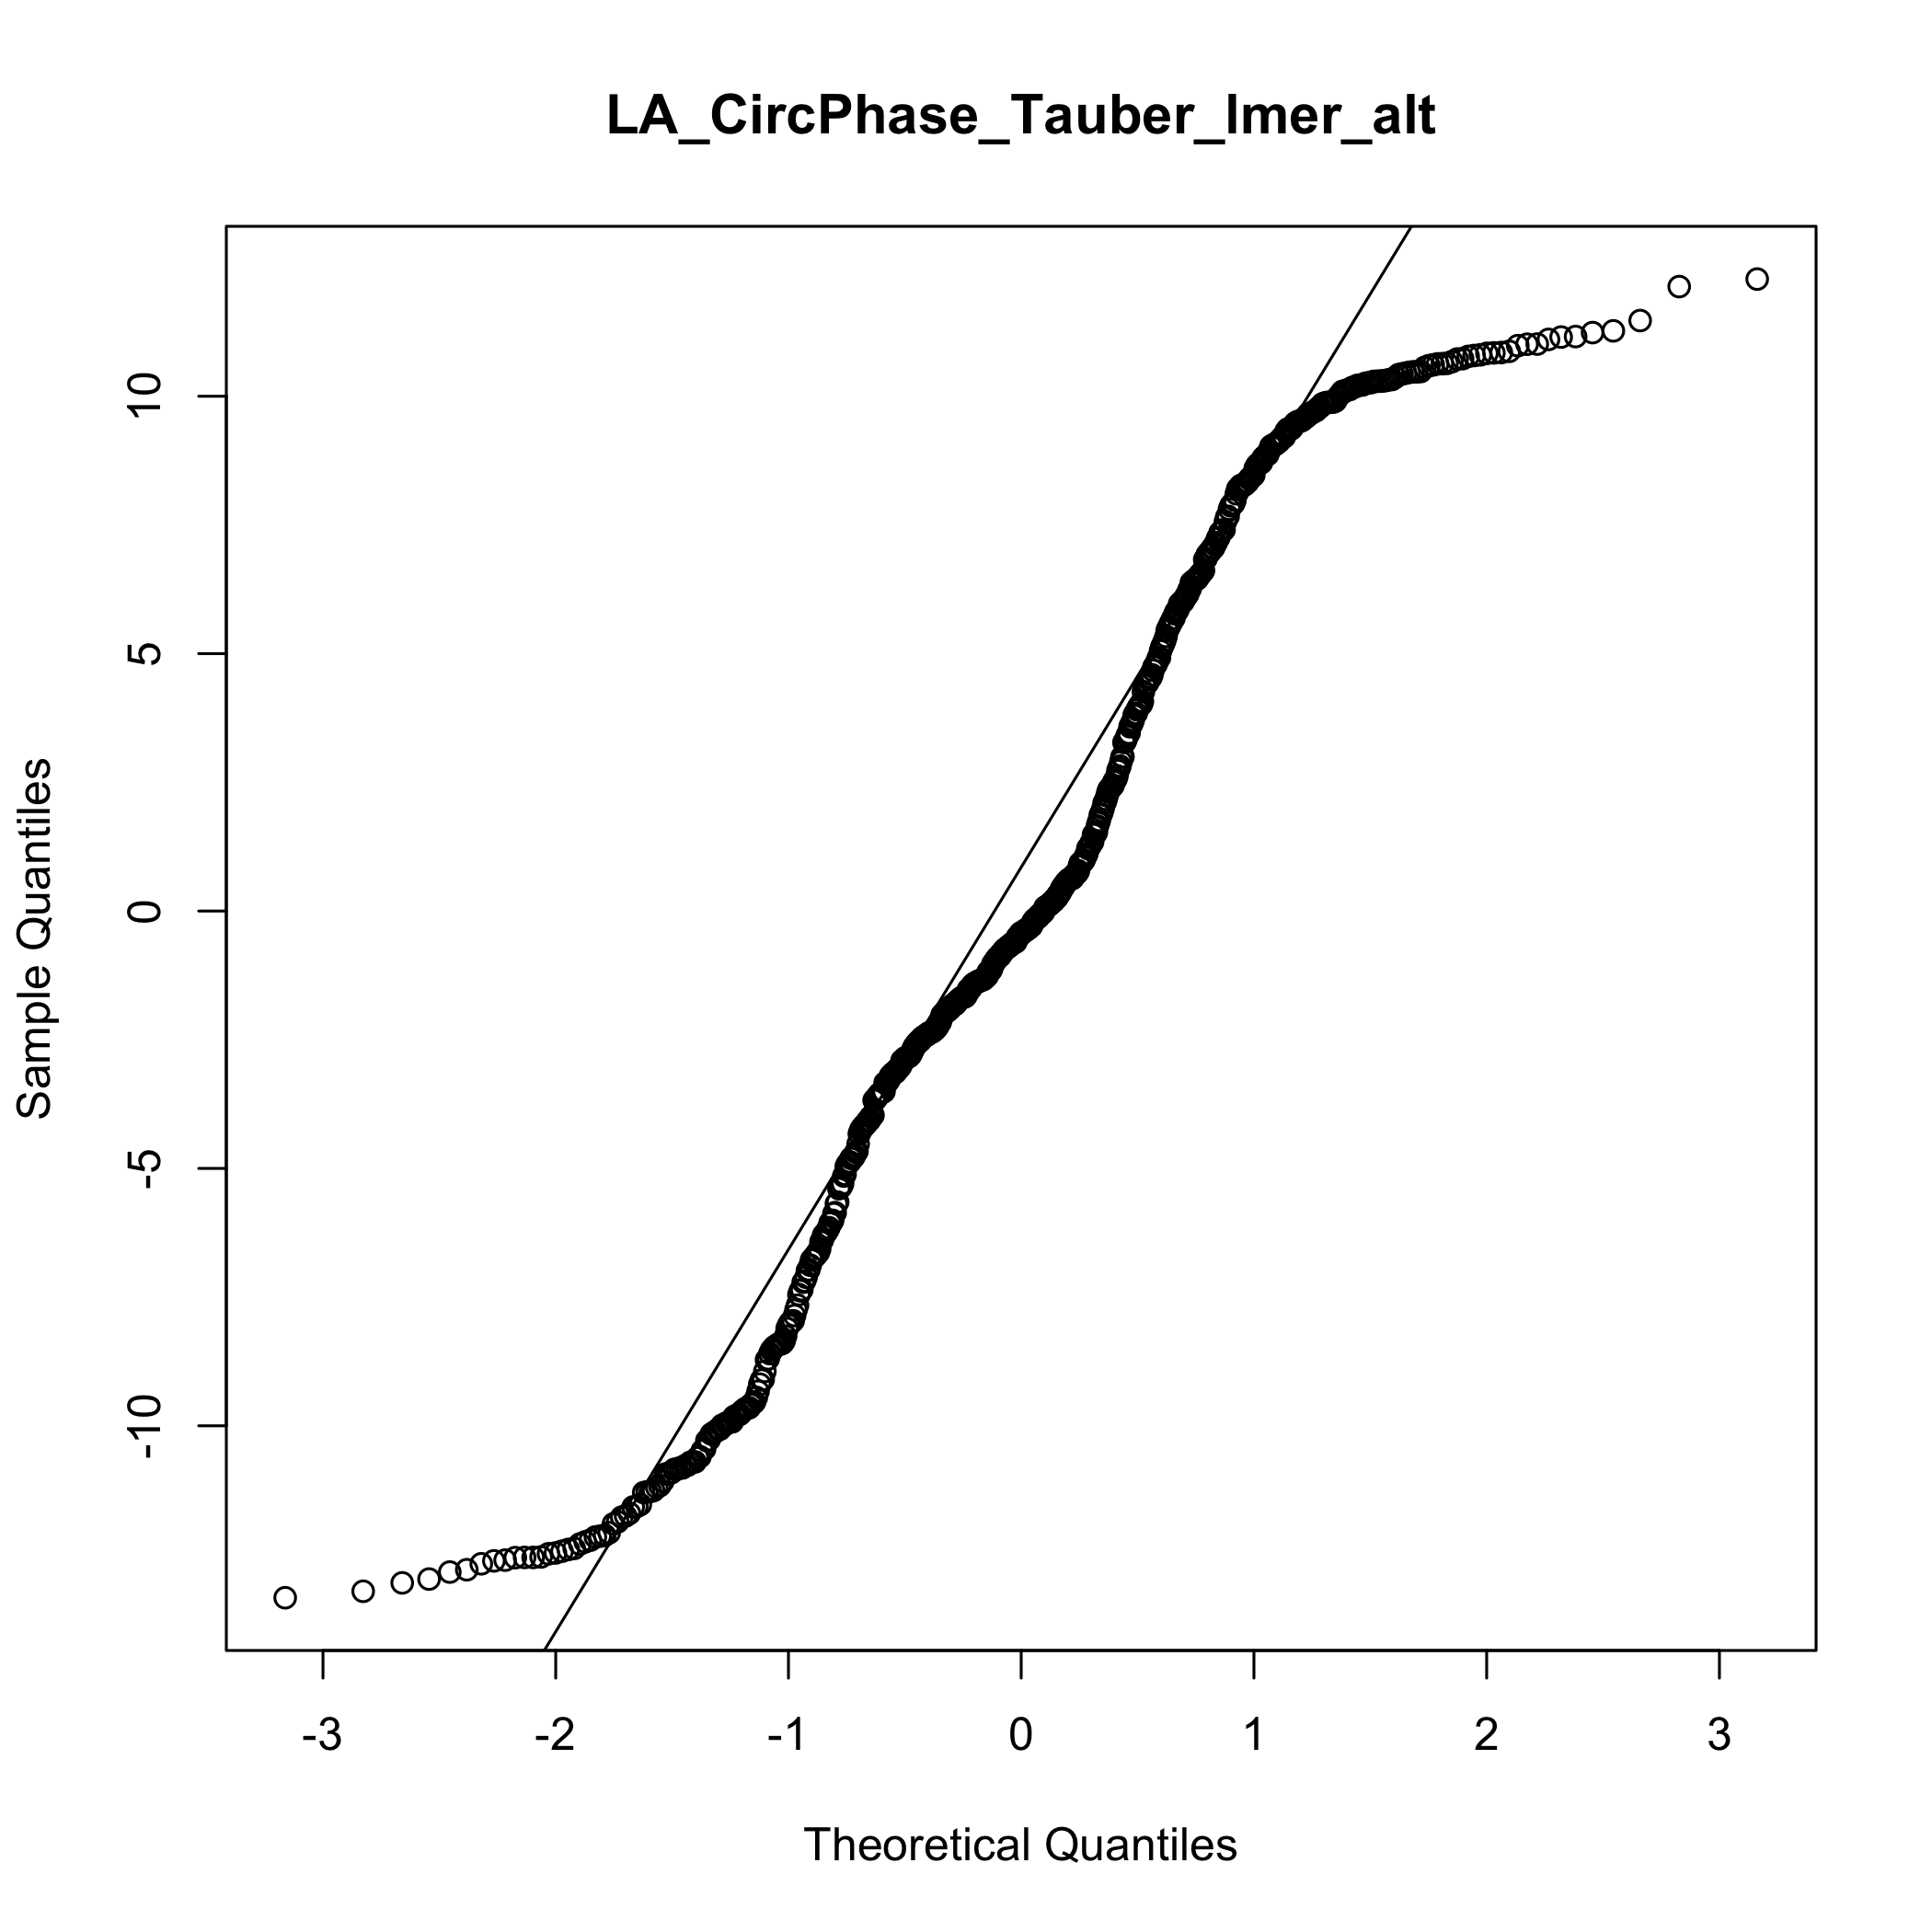 LA_CircPhase_Tauber_lmer_alt
10
5
0
-5
-10
Sample Quantiles
-3 -2 -1 0 1 2 3
Theoretical Quantiles